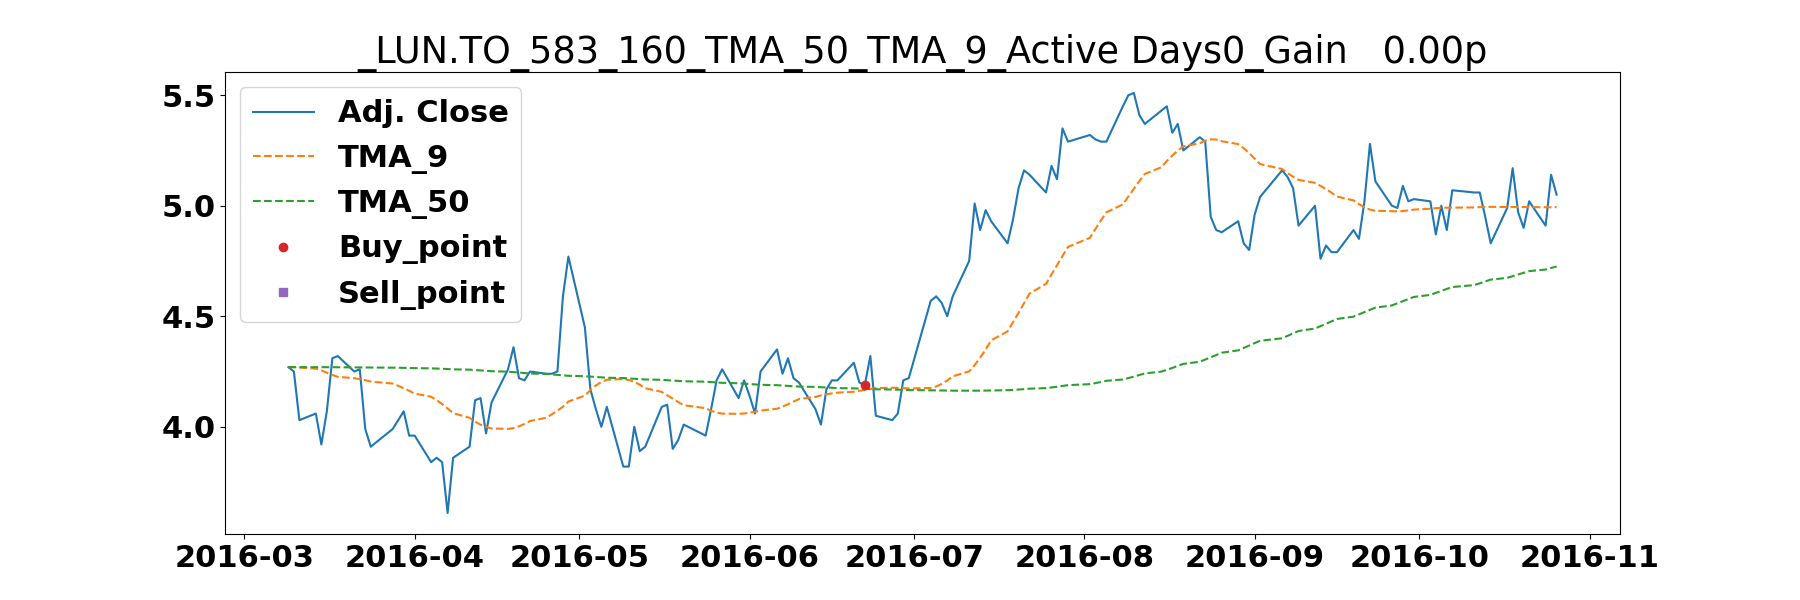 _LUN.TO_583_160_TMA_50_TMA_9_Active Days0_Gain   0.00p
Adj. Close
TMA_9
TMA_50
Buy_point
Sell_point
5.5
5.0
4.5
4.0
2016-03 2016-04 2016-05 2016-06 2016-07 2016-08 2016-09 2016-10 2016-11